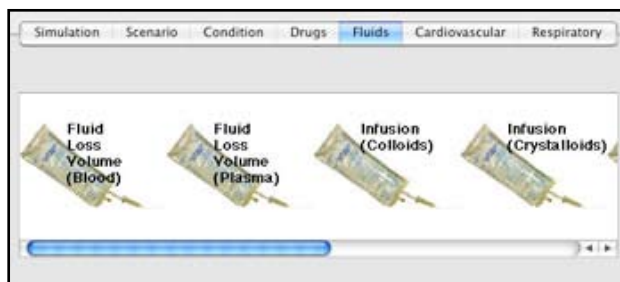 Simulation Scenario Condition Drugs Fluids Cardiovascular Respiratory
Fluid
Loss
Volume
(Blood)
Fluid
Loss
Volume
(Plasma)
Infusion
(Colloids)
Infusion
(Crystalloids)